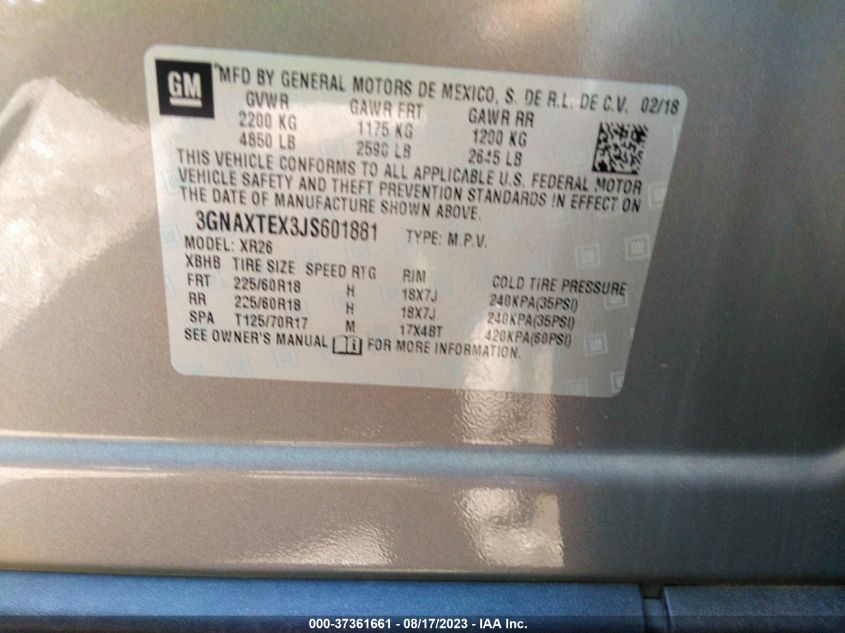 GM
MFD BY GENERAL MOTORS DE MEXICO, S. DE R.L. DE C.V. 02/18
GVWR GAWR FRT GAWR RR
2200 KG 1175 KG 1200 KG
4850 LB 2590 LB 2645 LB
THIS VEHICLE CONFORMS TO ALL APPLICABLE U.S. FEDERAL MOTOR
VEHICLE SAFETY AND THEFT PREVENTION STANDARDS IN EFFECT ON
THE DATE OF MANUFACTURE SHOWN ABOVE.
3GNAXTEX3JS601881 TYPE: M.P.V.
MODEL: XR26
XBHB TIRE SIZE SPEED RTG RIM COLD TIRE PRESSURE
FRT 225/60R18 H 18X7J 240KPA(35PSI)
RR 225/60R18 H 18X7J 240KPA(35PSI)
SPA T125/70R17 M 17X4BT 420KPA(60PSI)
SEE OWNER'S MANUAL FOR MORE INFORMATION.
000-37361661 - 08/17/2023 - IAA Inc.